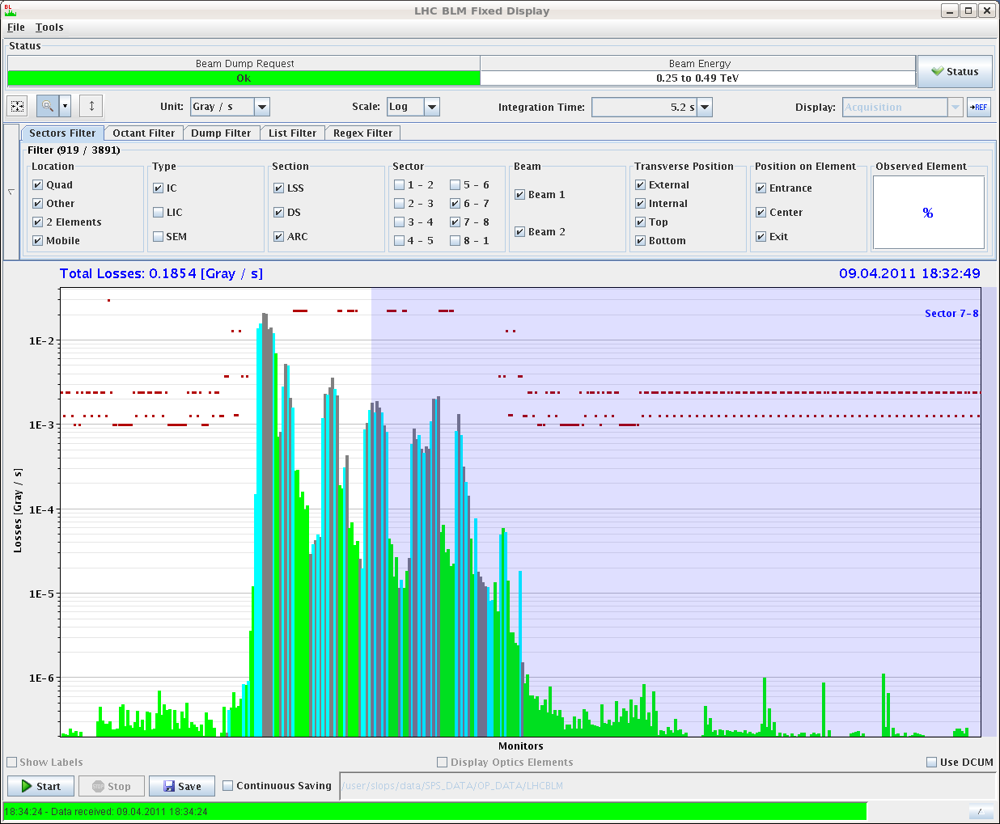 BL
LHC BLM Fixed Display
File Tools
Status
Beam Dump Request Beam Energy
Ok 0.25 to 0.49 TeV
Status
Unit: Gray / s Scale: Log Integration Time: 5.2 s Display: Acquisition →REF
Sectors Filter Octant Filter Dump Filter List Filter Regex Filter
Filter (919 / 3891)
Location Type Section Sector Beam Transverse Position Position on Element Observed Element
Quad IC LSS 1 - 2 5 - 6 Beam 1 External Entrance
Other 2 - 3 6 - 7 Internal
LIC DS Center %
2 Elements 3 - 4 7 - 8 Top
Mobile SEM ARC 4 - 5 8 - 1 Beam 2 Bottom Exit
Total Losses: 0.1854 [Gray / s] 09.04.2011 18:32:49
Sector 7-8
1E-2
1E-3
1E-4
1E-5
1E-6
Losses [Gray / s]
Monitors
Show Labels Display Optics Elements Use DCUM
Start STOP Stop Save Continuous Saving /user/slops/data/SPS_DATA/OP_DATA/LHCBLM
18:34:24 - Data received: 09.04.2011 18:34:24